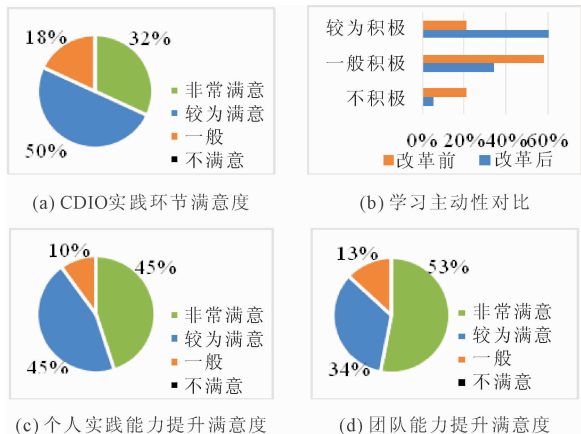 18%
32%
50%
非常满意
较为满意
一般
不满意
(a) CDIO实践环节满意度
较为积极
一般积极
不积极
0% 20% 40% 60%
改革前 改革后
(b) 学习主动性对比
10%
45%
45%
非常满意
较为满意
一般
不满意
(c) 个人实践能力提升满意度
13%
53%
34%
非常满意
较为满意
一般
不满意
(d) 团队能力提升满意度